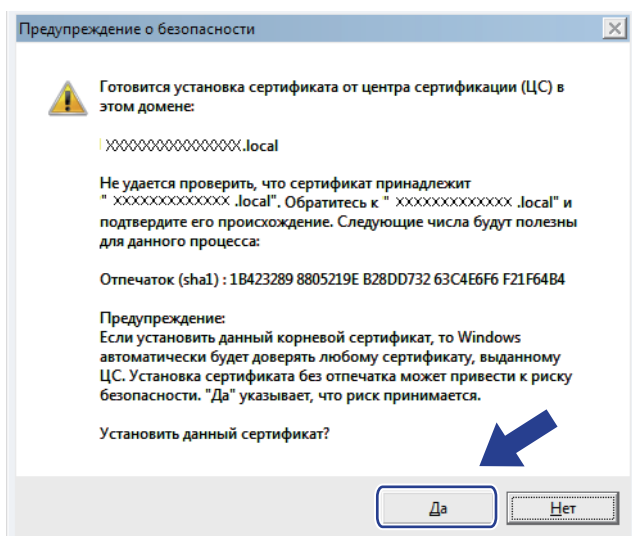 Предупреждение о безопасности
Готовится установка сертификата от центра сертификации (ЦС) в
этом домене:
XXXXXXXXXXXXXXX.local
Не удается проверить, что сертификат принадлежит
" XXXXXXXXXXXXX .local". Обратитесь к " XXXXXXXXXXXXX .local" и
подтвердите его происхождение. Следующие числа будут полезны
для данного процесса:
Отпечаток (sha1) : 1B423289 8805219E B28DD732 63C4E6F6 F21F64B4
Предупреждение:
Если установить данный корневой сертификат, то Windows
автоматически будет доверять любому сертификату, выданному
ЦС. Установка сертификата без отпечатка может привести к риску
безопасности. "Да" указывает, что риск принимается.
Установить данный сертификат?
Да
Нет